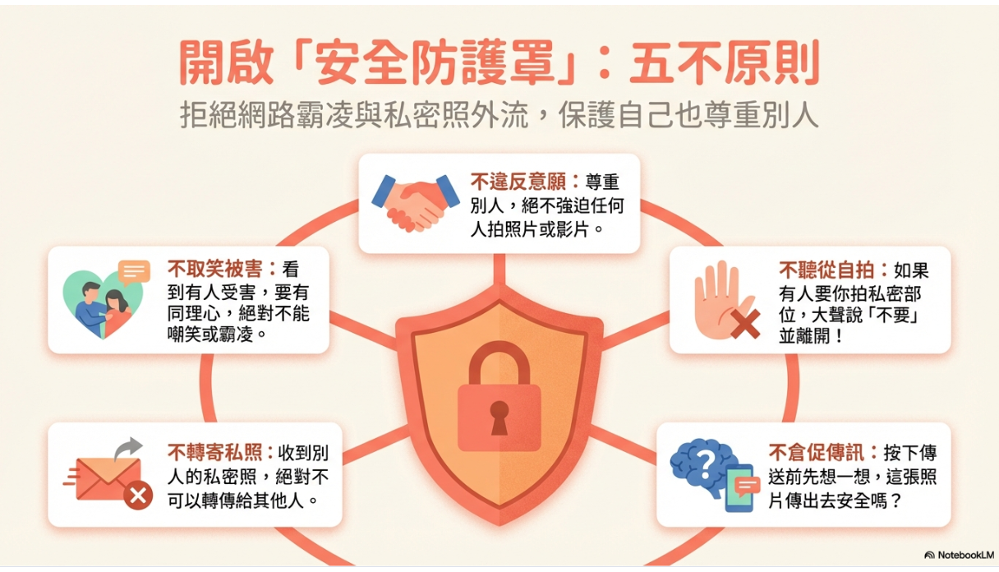 開啟「安全防護罩」：五不原則
拒絕網路霸凌與私密照外流，保護自己也尊重別人
不違反意願：尊重
別人，絕不強迫任何
人拍照片或影片。
不取笑被害：看
到有人受害，要有
同理心，絕對不能
嘲笑或霸凌。
不聽從自拍：如果
有人要你拍私密部
位，大聲說「不要」
並離開！
不轉寄私照：收到別
人的私密照，絕對不
可以轉傳給其他人。
?
不倉促傳訊：按下傳
送前先想一想，這張照
片傳出去安全嗎？
NotebookLM